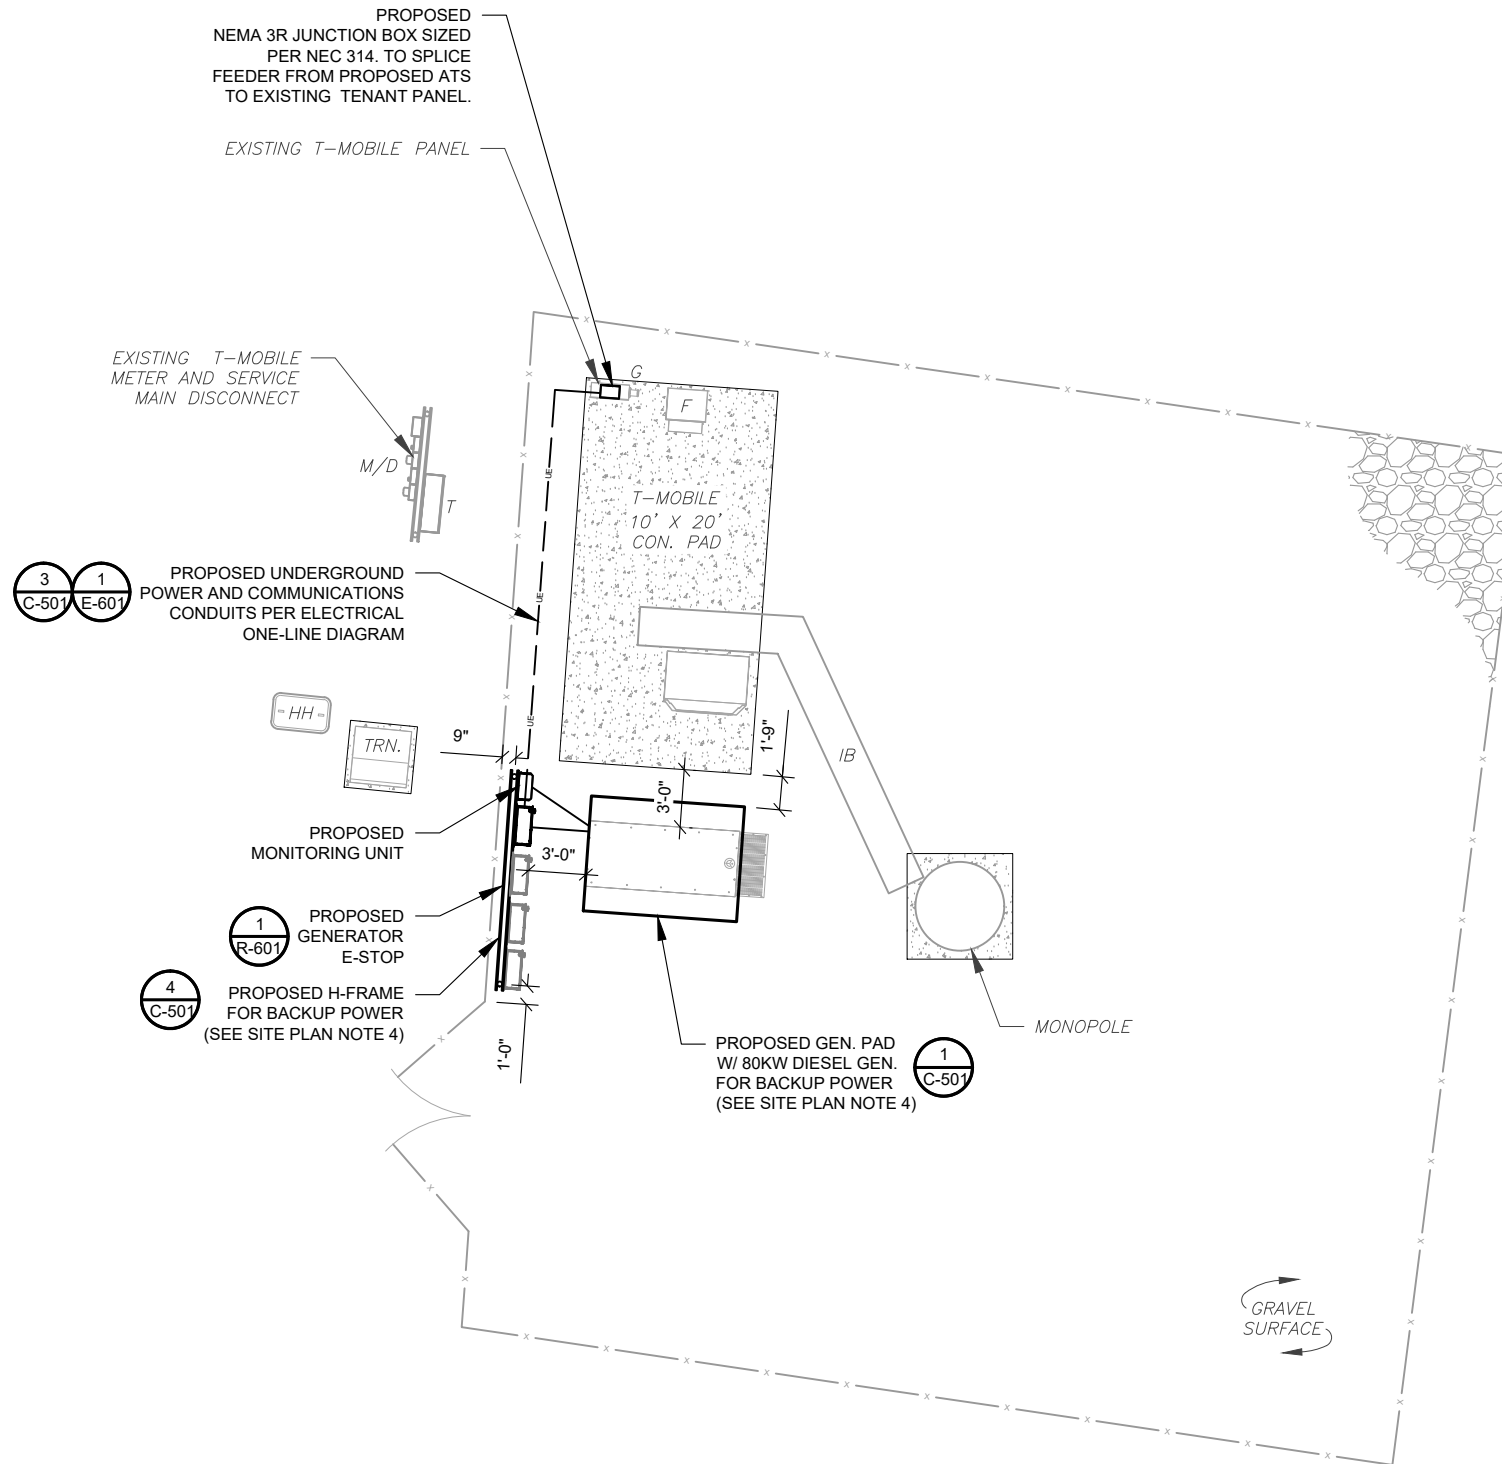 PROPOSED
NEMA 3R JUNCTION BOX SIZED
PER NEC 314. TO SPLICE
FEEDER FROM PROPOSED ATS
TO EXISTING TENANT PANEL.
EXISTING T-MOBILE PANEL
EXISTING T-MOBILE
METER AND SERVICE
MAIN DISCONNECT
M/D
T
G
F
T-MOBILE
10' X 20'
CON. PAD
UE
UE
UE
3
C-501
1
E-601
PROPOSED UNDERGROUND
POWER AND COMMUNICATIONS
CONDUITS PER ELECTRICAL
ONE-LINE DIAGRAM
HH
TRN.
9"
1'-9"
3'-0"
3'-0"
IB
PROPOSED
MONITORING UNIT
1
R-601
PROPOSED
GENERATOR
E-STOP
4
C-501
PROPOSED H-FRAME
FOR BACKUP POWER
(SEE SITE PLAN NOTE 4)
1'-0"
PROPOSED GEN. PAD
W/ 80KW DIESEL GEN.
FOR BACKUP POWER
(SEE SITE PLAN NOTE 4)
1
C-501
MONOPOLE
GRAVEL
SURFACE